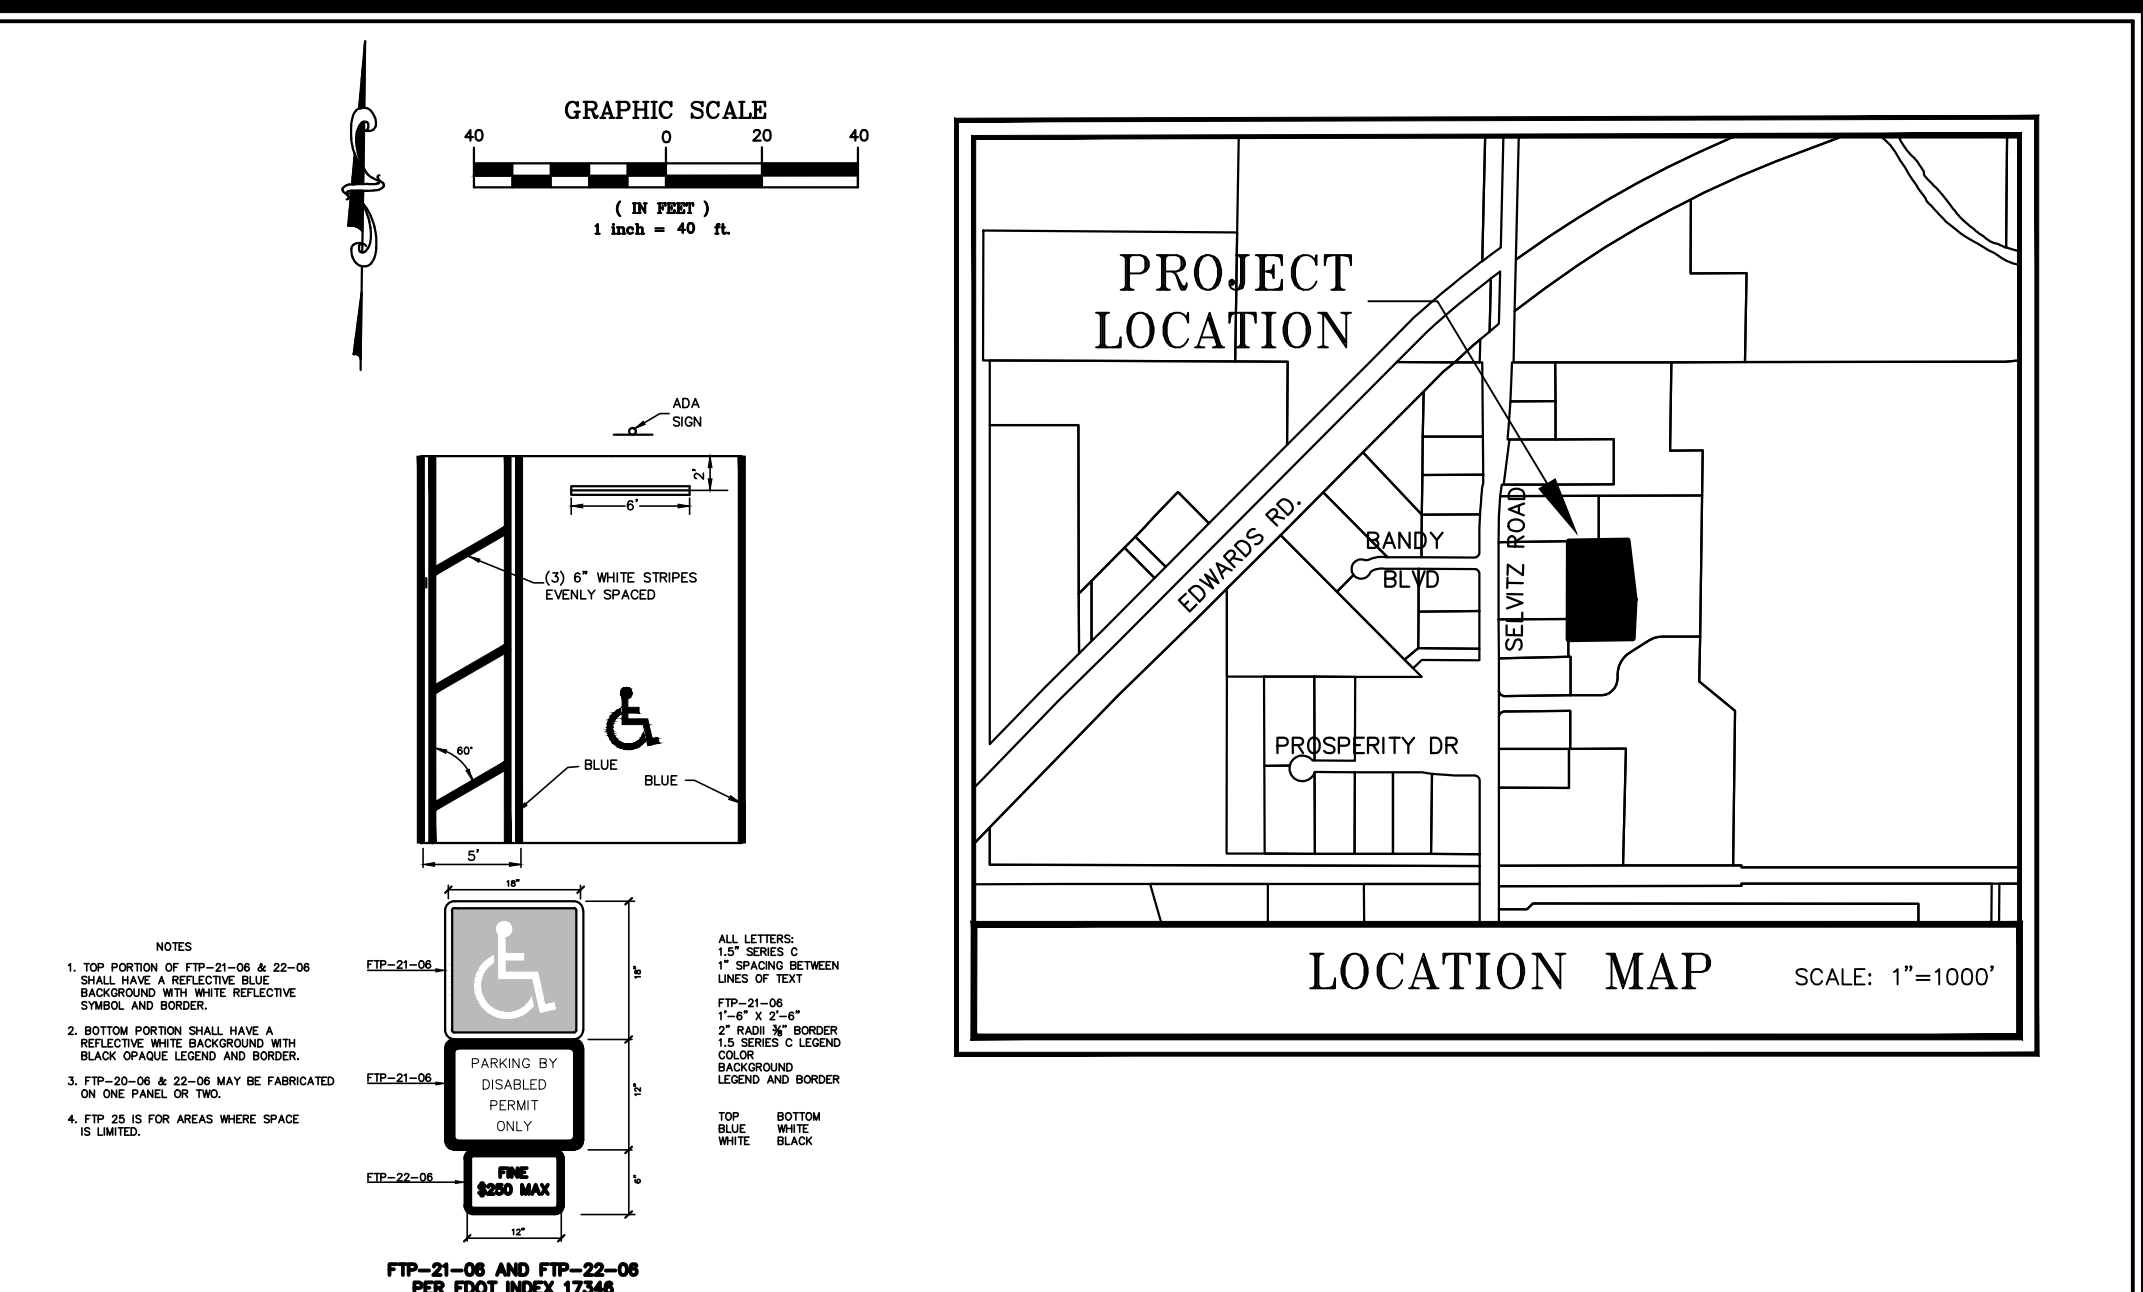 GRAPHIC SCALE
40 0 20 40
( IN FEET )
1 inch = 40 ft.
ADA
SIGN
2'
6'
(3) 6" WHITE STRIPES
EVENLY SPACED
60°
BLUE
BLUE
5'
18"
18"
12"
6"
12"
NOTES
1. TOP PORTION OF FTP-21-06 & 22-06
SHALL HAVE A REFLECTIVE BLUE
BACKGROUND WITH WHITE REFLECTIVE
SYMBOL AND BORDER.
2. BOTTOM PORTION SHALL HAVE A
REFLECTIVE WHITE BACKGROUND WITH
BLACK OPAQUE LEGEND AND BORDER.
3. FTP-20-06 & 22-06 MAY BE FABRICATED
ON ONE PANEL OR TWO.
4. FTP 25 IS FOR AREAS WHERE SPACE
IS LIMITED.
FTP-21-06
FTP-21-06
FTP-22-06
PARKING BY
DISABLED
PERMIT
ONLY
FINE
$250 MAX
ALL LETTERS:
1.5" SERIES C
1" SPACING BETWEEN
LINES OF TEXT
FTP-21-06
1'-6" X 2'-6"
2" RADII ⅜" BORDER
1.5 SERIES C LEGEND
COLOR
BACKGROUND
LEGEND AND BORDER
TOP BOTTOM
BLUE WHITE
WHITE BLACK
FTP-21-06 AND FTP-22-06
PER FDOT INDEX 17346
PROJECT
LOCATION
EDWARDS RD.
BANDY
BLVD
SELVITZ ROAD
PROSPERITY DR
LOCATION MAP SCALE: 1"=1000'